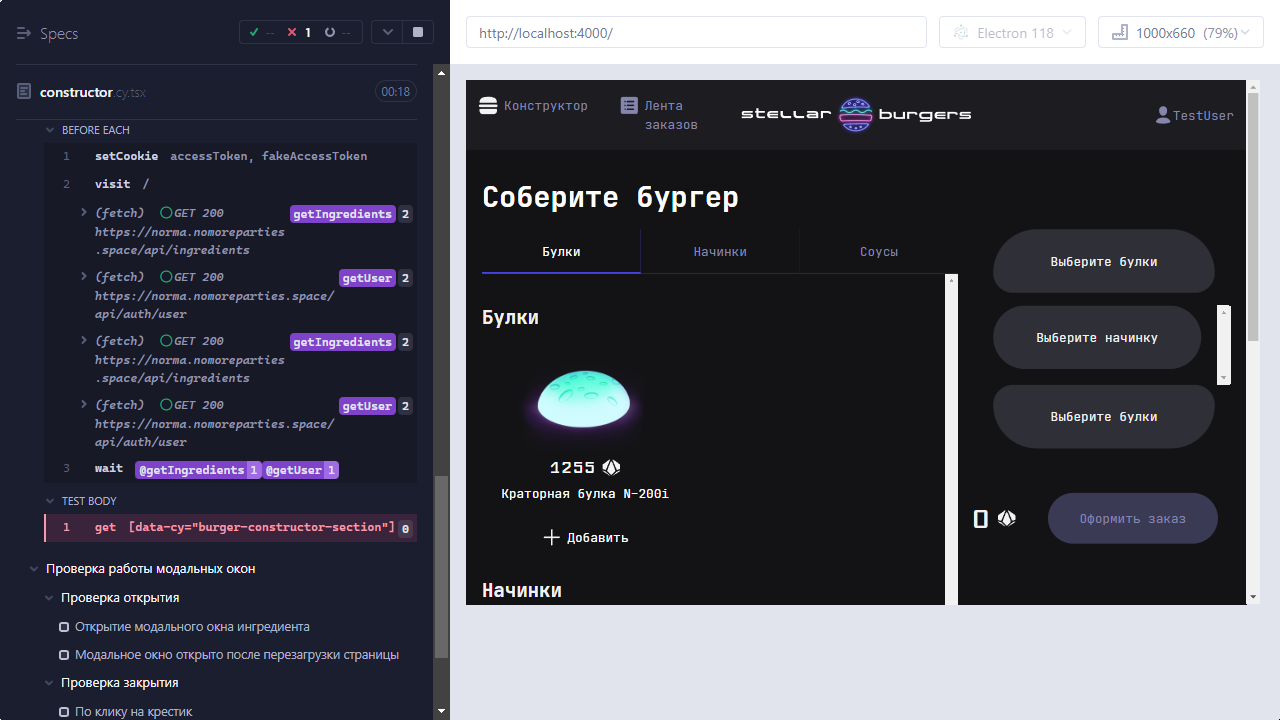 Specs
--
1
--
constructor.cy.tsx
00:18
BEFORE EACH
1 setCookie accessToken, fakeAccessToken
2 visit /
(fetch) GET 200 getIngredients 2
https://norma.nomoreparties
.space/api/ingredients
(fetch) GET 200 getUser 2
https://norma.nomoreparties.space/
api/auth/user
(fetch) GET 200 getIngredients 2
https://norma.nomoreparties
.space/api/ingredients
(fetch) GET 200 getUser 2
https://norma.nomoreparties.space/
api/auth/user
3 wait @getIngredients 1 @getUser 1
TEST BODY
1 get [data-cy="burger-constructor-section"] 0
Проверка работы модальных окон
Проверка открытия
Открытие модального окна ингредиента
Модальное окно открыто после перезагрузки страницы
Проверка закрытия
По клику на крестик
http://localhost:4000/
Electron 118
1000x660 (79%)
Конструктор
Лента
заказов
stellar burgers
TestUser
Соберите бургер
Булки
Начинки
Соусы
Булки
1255
Краторная булка N-200i
Добавить
Начинки
Выберите булки
Выберите начинку
Выберите булки
0
Оформить заказ